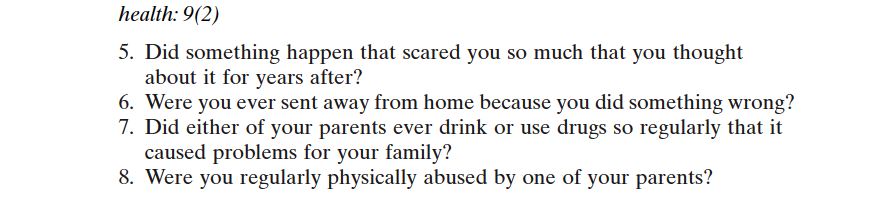 health: 9(2)
5. Did something happen that scared you so much that you thought
about it for years after?
6. Were you ever sent away from home because you did something wrong?
7. Did either of your parents ever drink or use drugs so regularly that it
caused problems for your family?
8. Were you regularly physically abused by one of your parents?